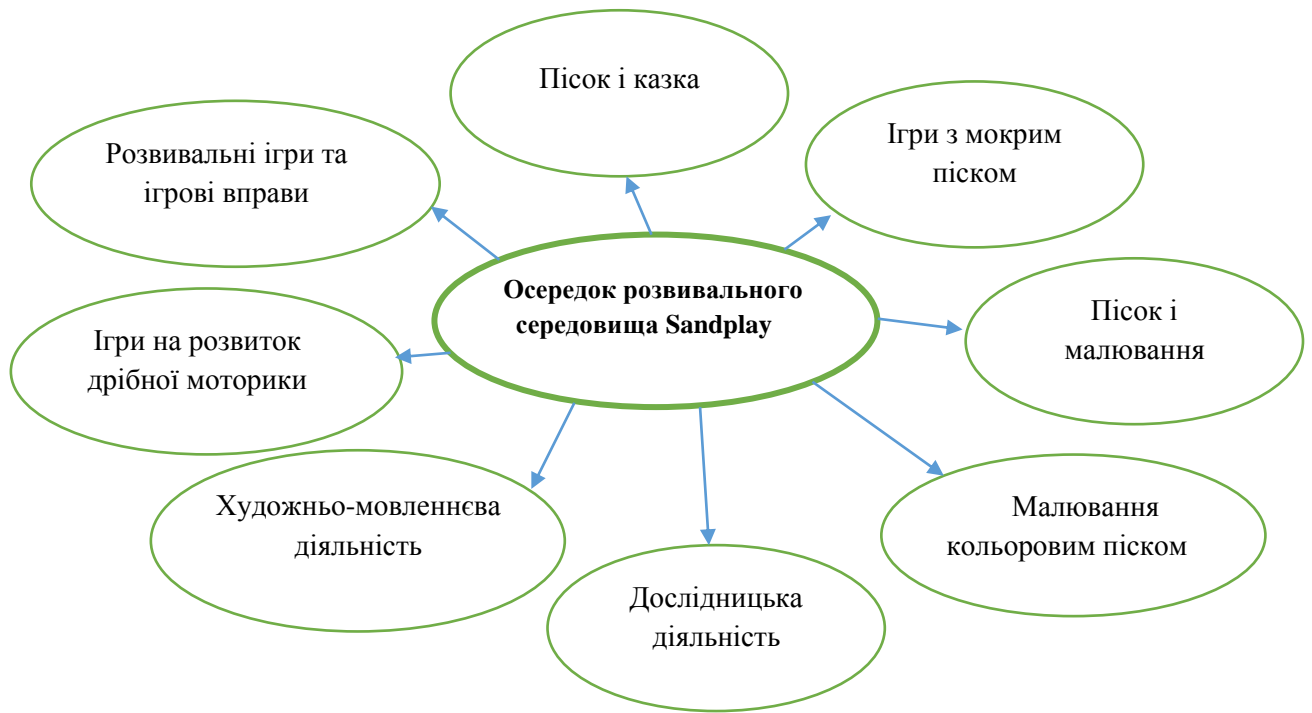 Пісок і казка
Ігри з мокрим
піском
Розвивальні ігри та
ігрові вправи
Осередок розвивального
середовища Sandplay
Пісок і
малювання
Ігри на розвиток
дрібної моторики
Художньо-мовленнєва
діяльність
Малювання
кольоровим піском
Дослідницька
діяльність